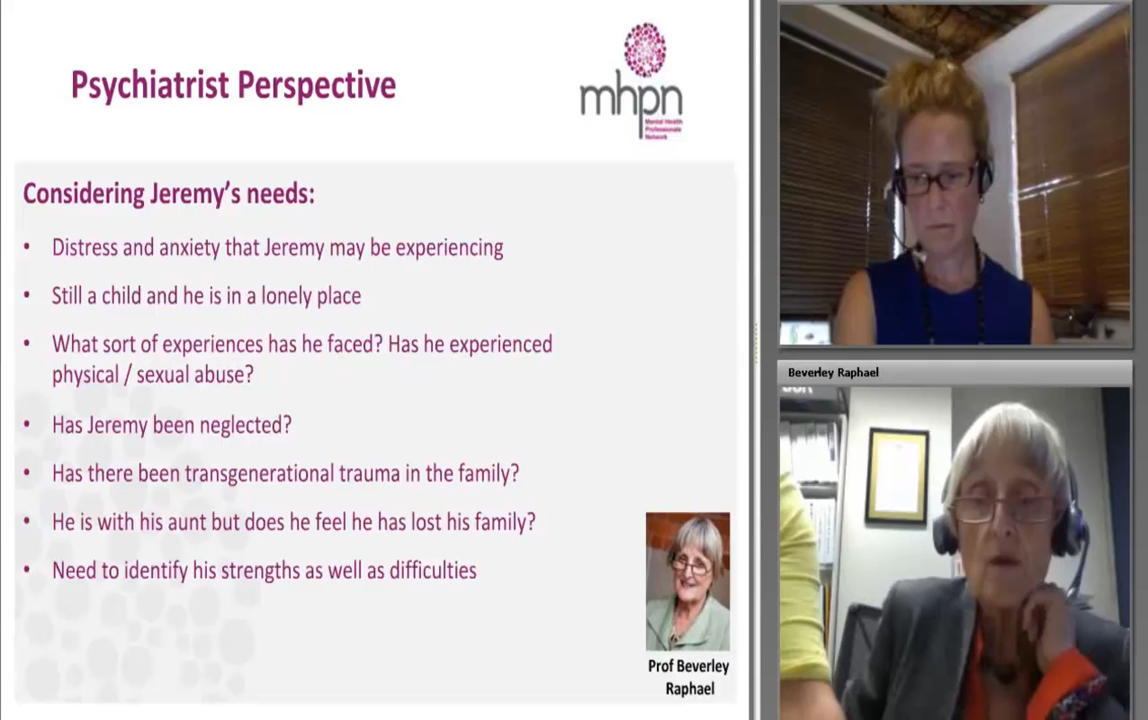 Psychiatrist Perspective
mhpn
Mental Health
Professionals
Network
Considering Jeremy's needs:
• Distress and anxiety that Jeremy may be experiencing
• Still a child and he is in a lonely place
• What sort of experiences has he faced? Has he experienced
physical / sexual abuse?
• Has Jeremy been neglected?
• Has there been transgenerational trauma in the family?
• He is with his aunt but does he feel he has lost his family?
• Need to identify his strengths as well as difficulties
Prof Beverley
Raphael
Beverley Raphael